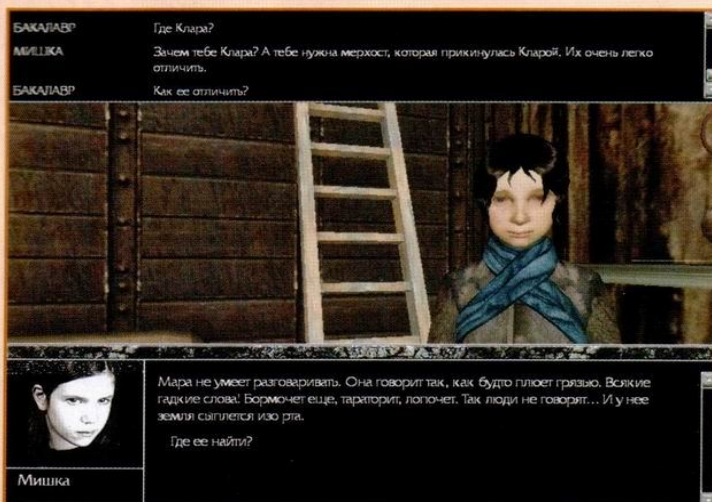 БАКАЛАВР Где Клара?
МИШКА Зачем тебе Клара? А тебе нужна мерхост, которая прикинулась Кларой. Их очень легко
отличить.
БАКАЛАВР Как ее отличить?
Мара не умеет разговаривать. Она говорит так, как будто плюет грязью. Всякие
гадкие слова! Бормочет еще, тараторит, лопочет. Так люди не говорят... И у нее
земля сыплется изо рта.
Где ее найти?
Мишка